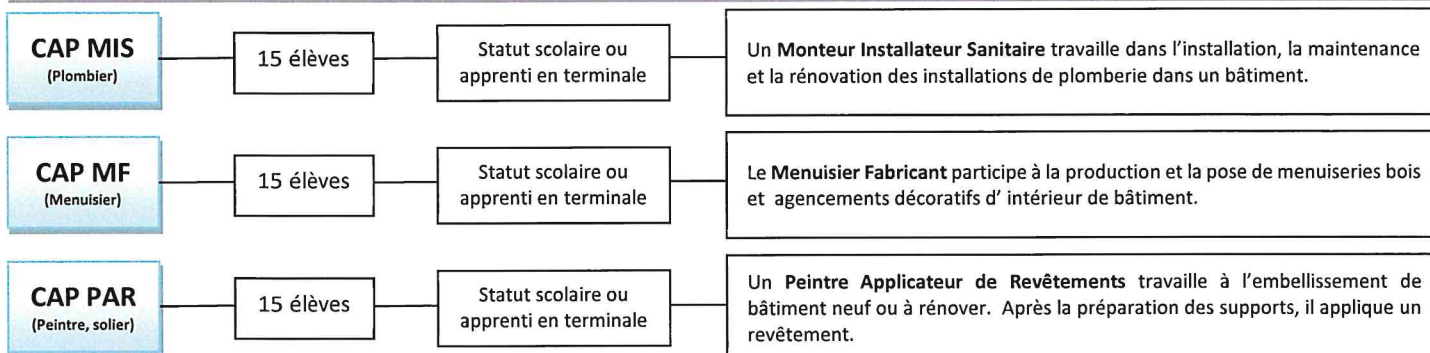 CAP MIS
(Plombier)
15 élèves
Statut scolaire ou
apprenti en terminale
Un Monteur Installateur Sanitaire travaille dans l'installation, la maintenance
et la rénovation des installations de plomberie dans un bâtiment.
CAP MF
(Menuisier)
15 élèves
Statut scolaire ou
apprenti en terminale
Le Menuisier Fabricant participe à la production et la pose de menuiseries bois
et agencements décoratifs d' intérieur de bâtiment.
CAP PAR
(Peintre, solier)
15 élèves
Statut scolaire ou
apprenti en terminale
Un Peintre Applicateur de Revêtements travaille à l'embellissement de
bâtiment neuf ou à rénover. Après la préparation des supports, il applique un
revêtement.